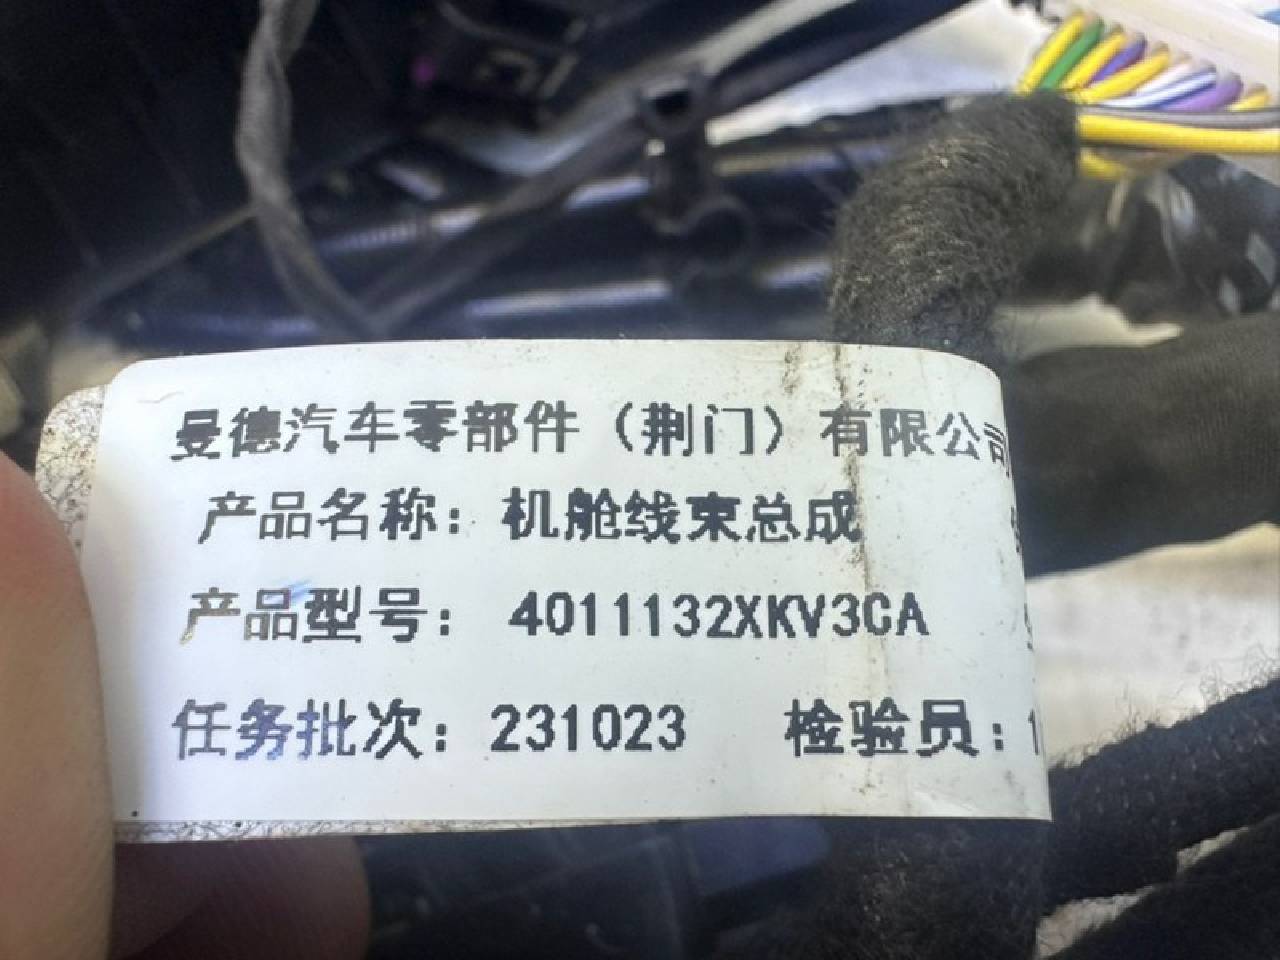 曼德汽车零部件（荆门）有限公司
产品名称：机舱线束总成
产品型号：4011132XKV3CA
任务批次：231023 检验员：1